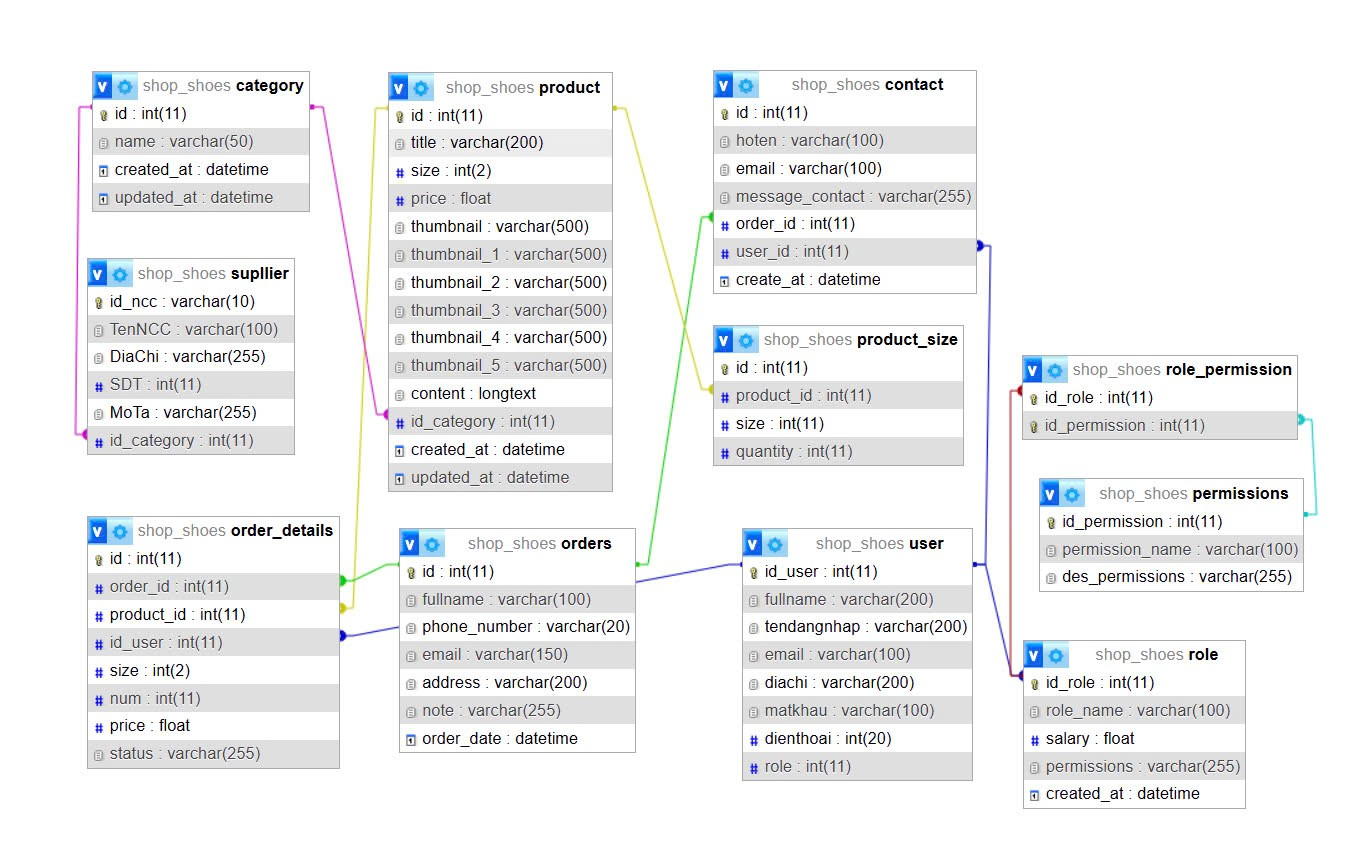 shop_shoes category
id : int(11)
name : varchar(50)
created_at : datetime
updated_at : datetime
shop_shoes supllier
id_ncc : varchar(10)
TenNCC : varchar(100)
DiaChi : varchar(255)
SDT : int(11)
MoTa : varchar(255)
id_category : int(11)
shop_shoes order_details
id : int(11)
order_id : int(11)
product_id : int(11)
id_user : int(11)
size : int(2)
num : int(11)
price : float
status : varchar(255)
shop_shoes product
id : int(11)
title : varchar(200)
size : int(2)
price : float
thumbnail : varchar(500)
thumbnail_1 : varchar(500)
thumbnail_2 : varchar(500)
thumbnail_3 : varchar(500)
thumbnail_4 : varchar(500)
thumbnail_5 : varchar(500)
content : longtext
id_category : int(11)
created_at : datetime
updated_at : datetime
shop_shoes orders
id : int(11)
fullname : varchar(100)
phone_number : varchar(20)
email : varchar(150)
address : varchar(200)
note : varchar(255)
order_date : datetime
shop_shoes contact
id : int(11)
hoten : varchar(100)
email : varchar(100)
message_contact : varchar(255)
order_id : int(11)
user_id : int(11)
create_at : datetime
shop_shoes product_size
id : int(11)
product_id : int(11)
size : int(11)
quantity : int(11)
shop_shoes user
id_user : int(11)
fullname : varchar(200)
tendangnhap : varchar(200)
email : varchar(100)
diachi : varchar(200)
matkhau : varchar(100)
dienthoai : int(20)
role : int(11)
shop_shoes role_permission
id_role : int(11)
id_permission : int(11)
shop_shoes permissions
id_permission : int(11)
permission_name : varchar(100)
des_permissions : varchar(255)
shop_shoes role
id_role : int(11)
role_name : varchar(100)
salary : float
permissions : varchar(255)
created_at : datetime